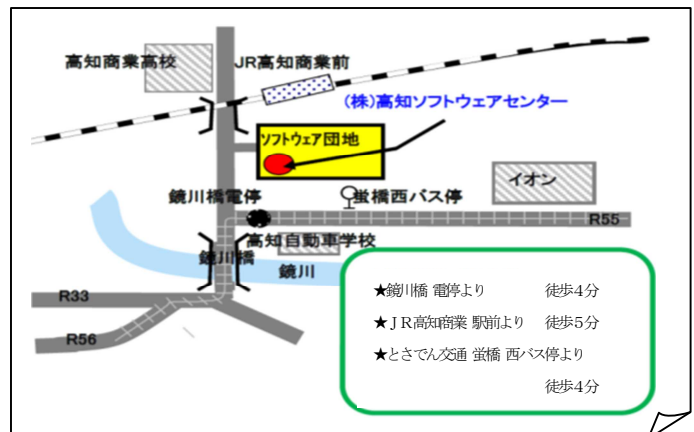 高知商業高校
JR高知商業前
(株)高知ソフトウェアセンター
ソフトウェア団地
イオン
鏡川橋電停
蛍橋西バス停
R55
高知自動車学校
鏡川橋
鏡川
R33
R56
★鏡川橋 電停より 徒歩4分
★ＪＲ高知商業 駅前より 徒歩5分
★とさでん交通 蛍橋 西バス停より
徒歩4分